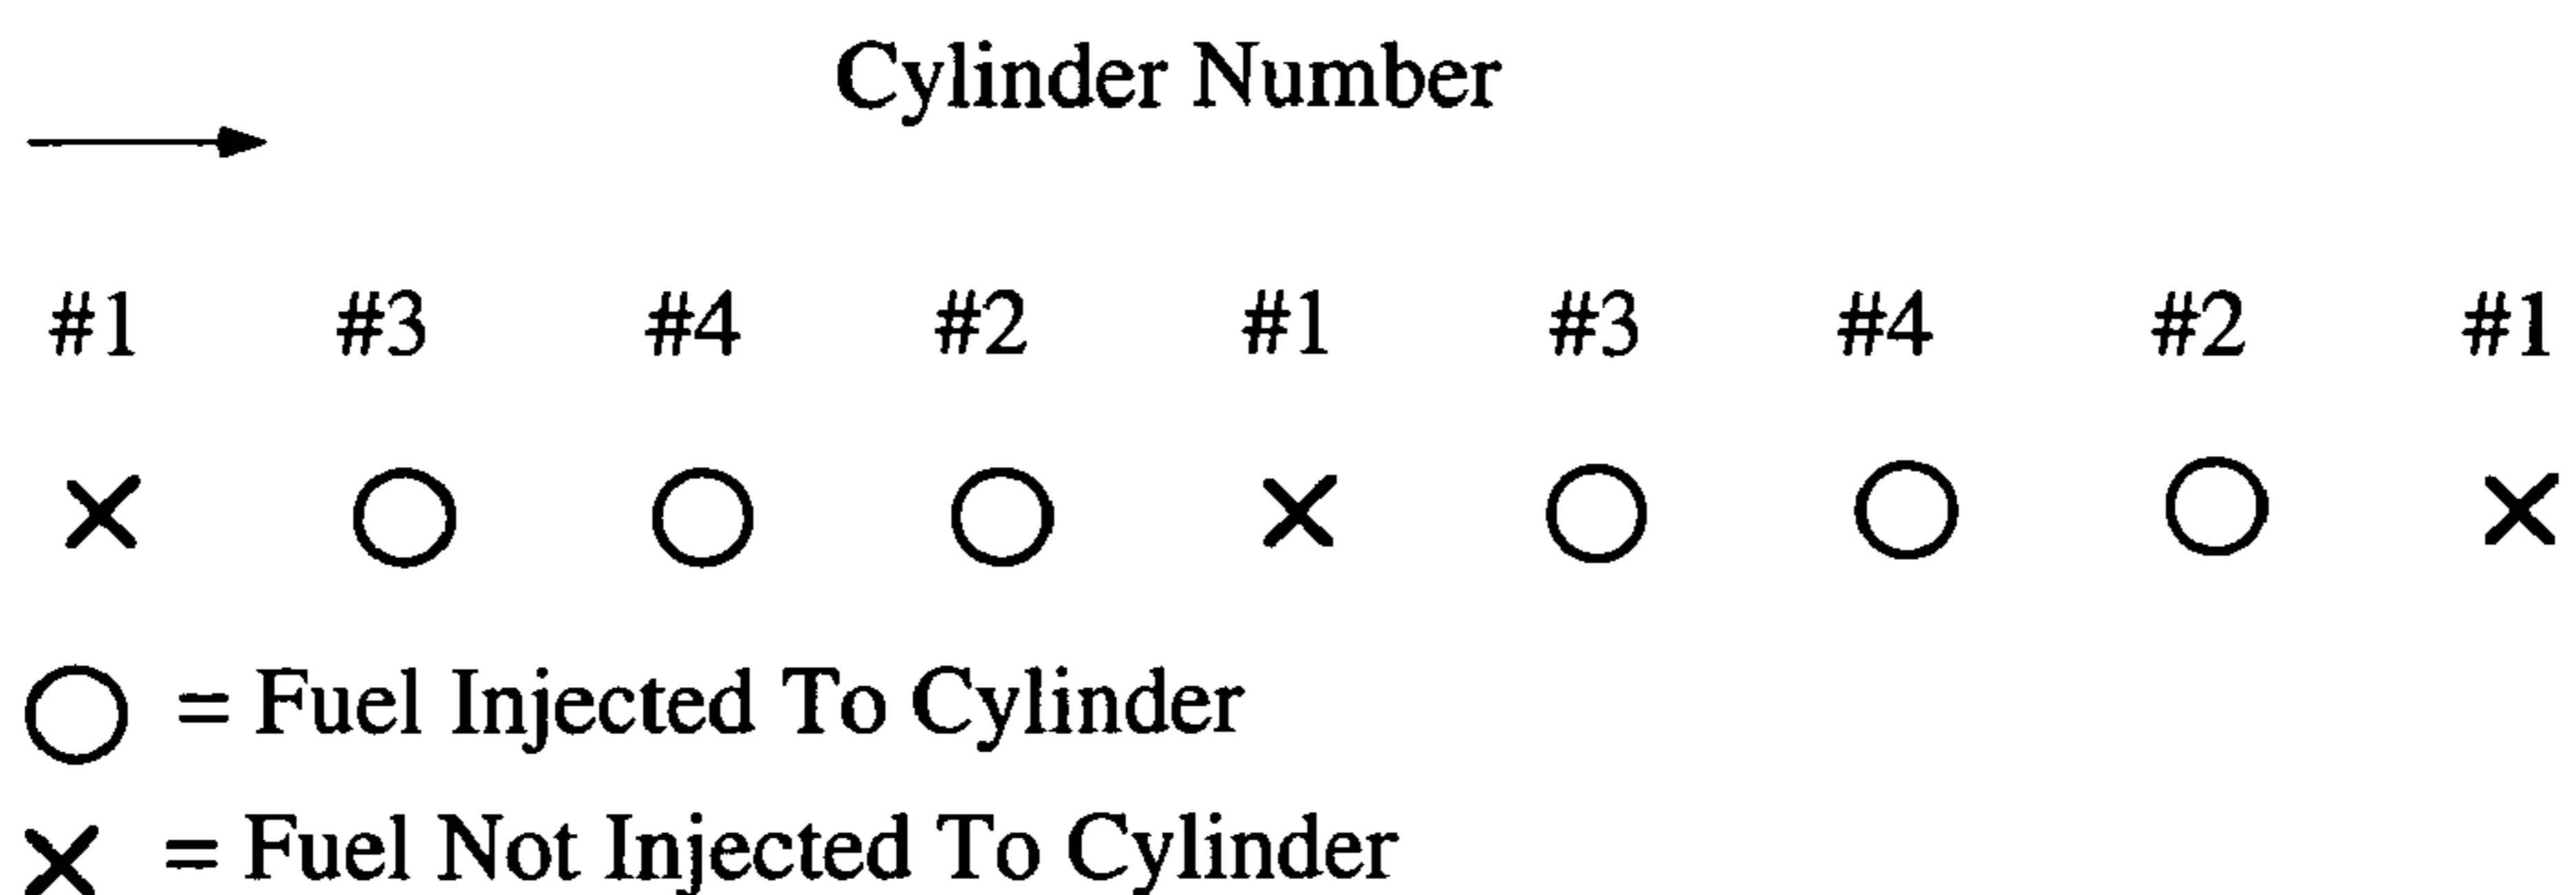 Cylinder Number
#1 #3 #4 #2 #1 #3 #4 #2 #1
= Fuel Injected To Cylinder
= Fuel Not Injected To Cylinder